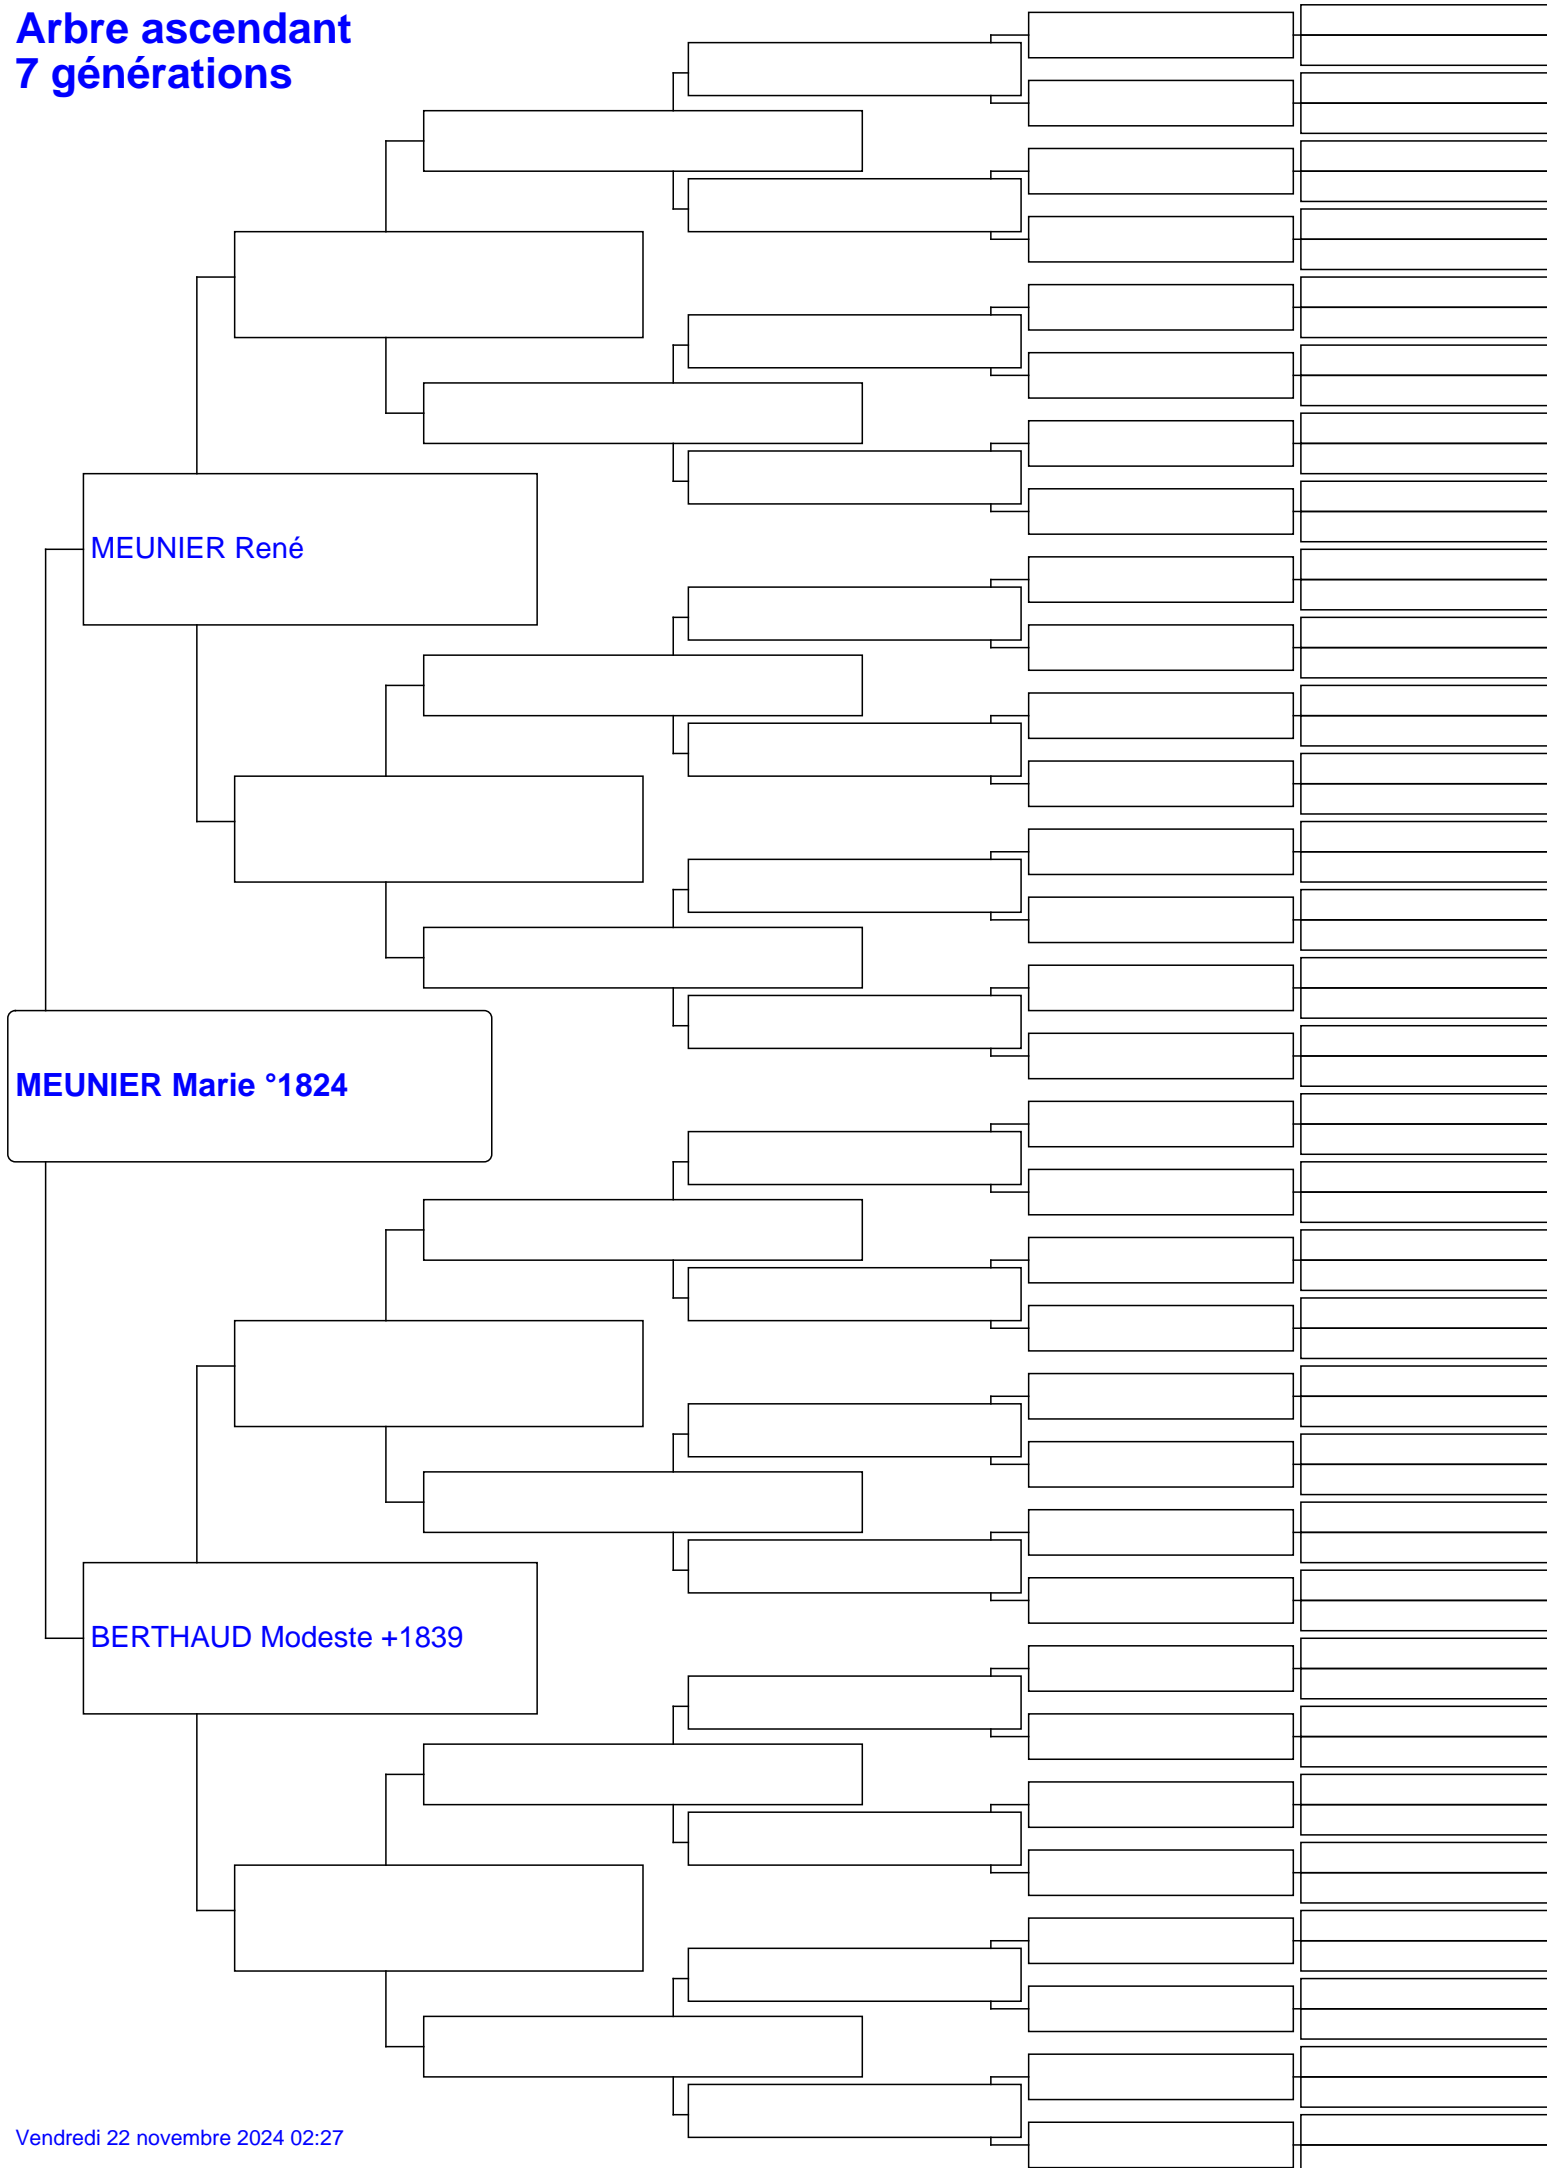 Arbre ascendant
7 générations
MEUNIER René
MEUNIER Marie °1824
BERTHAUD Modeste +1839
Vendredi 22 novembre 2024 02:27